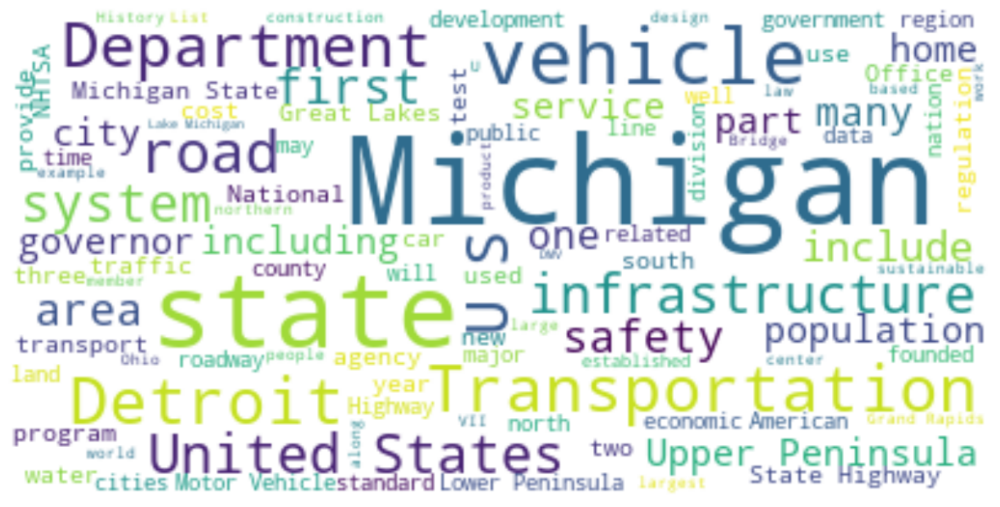 History List
construction
development
design
government
region
Department
vehicle
use
home
NHTSA
provide
Michigan State
first
test
U
service
well
law
Office
based
regulation
work
nation
cost
Great Lakes
Lake Michigan
city
road
may
public
line
division
part
Bridge
many
data
time
example
Michigan
product
system
National
northern
governor
including
car
U S
one
related
DMV
south
include
sustainable
three
traffic
member
county
will
used
infrastructure
area
state
large
safety
population
transport
Ohio
roadway
people
agency
new
major
established
center
founded
land
Detroit
year
Highway
Transportation
VII
north
economic
American
Grand Rapids
program
world
United States
along
two
Upper Peninsula
water
cities
Motor Vehicle
standard
Lower Peninsula
largest
State Highway